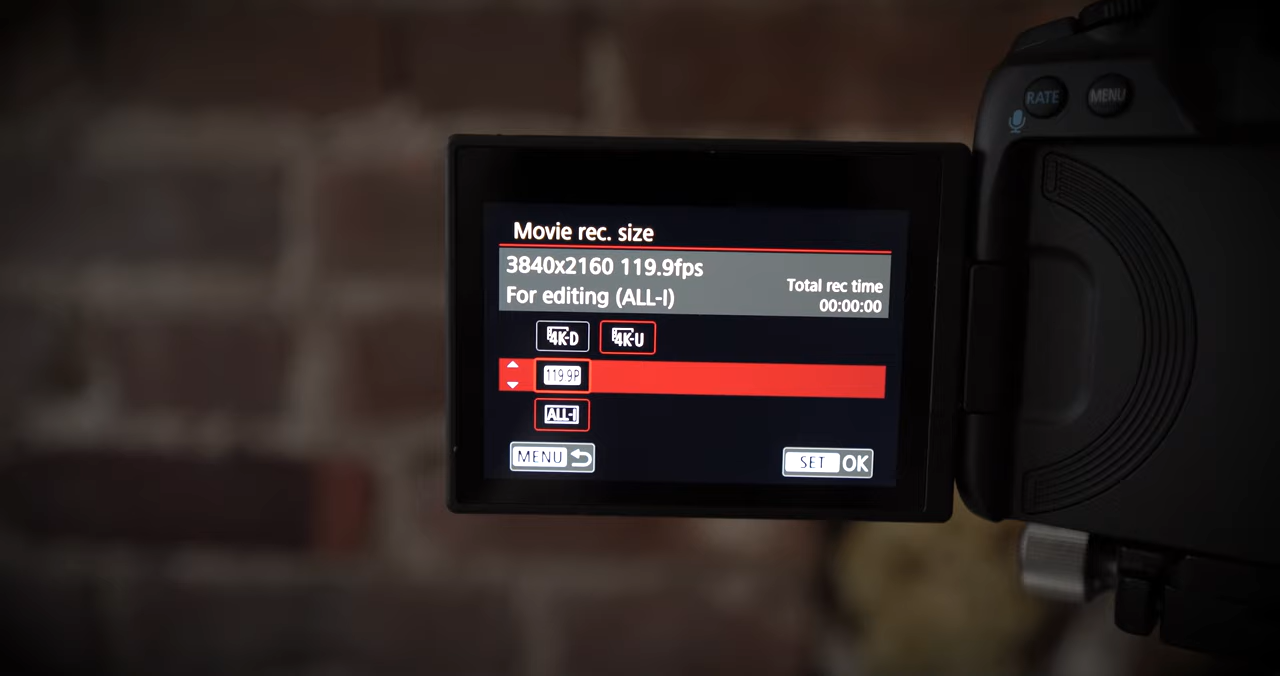 RATE
MENU
Movie rec. size
3840x2160 119.9fps
For editing (ALL-I)
Total rec time
00:00:00
4K-D 4K-U
119.9P
ALL-I
MENU
SET OK